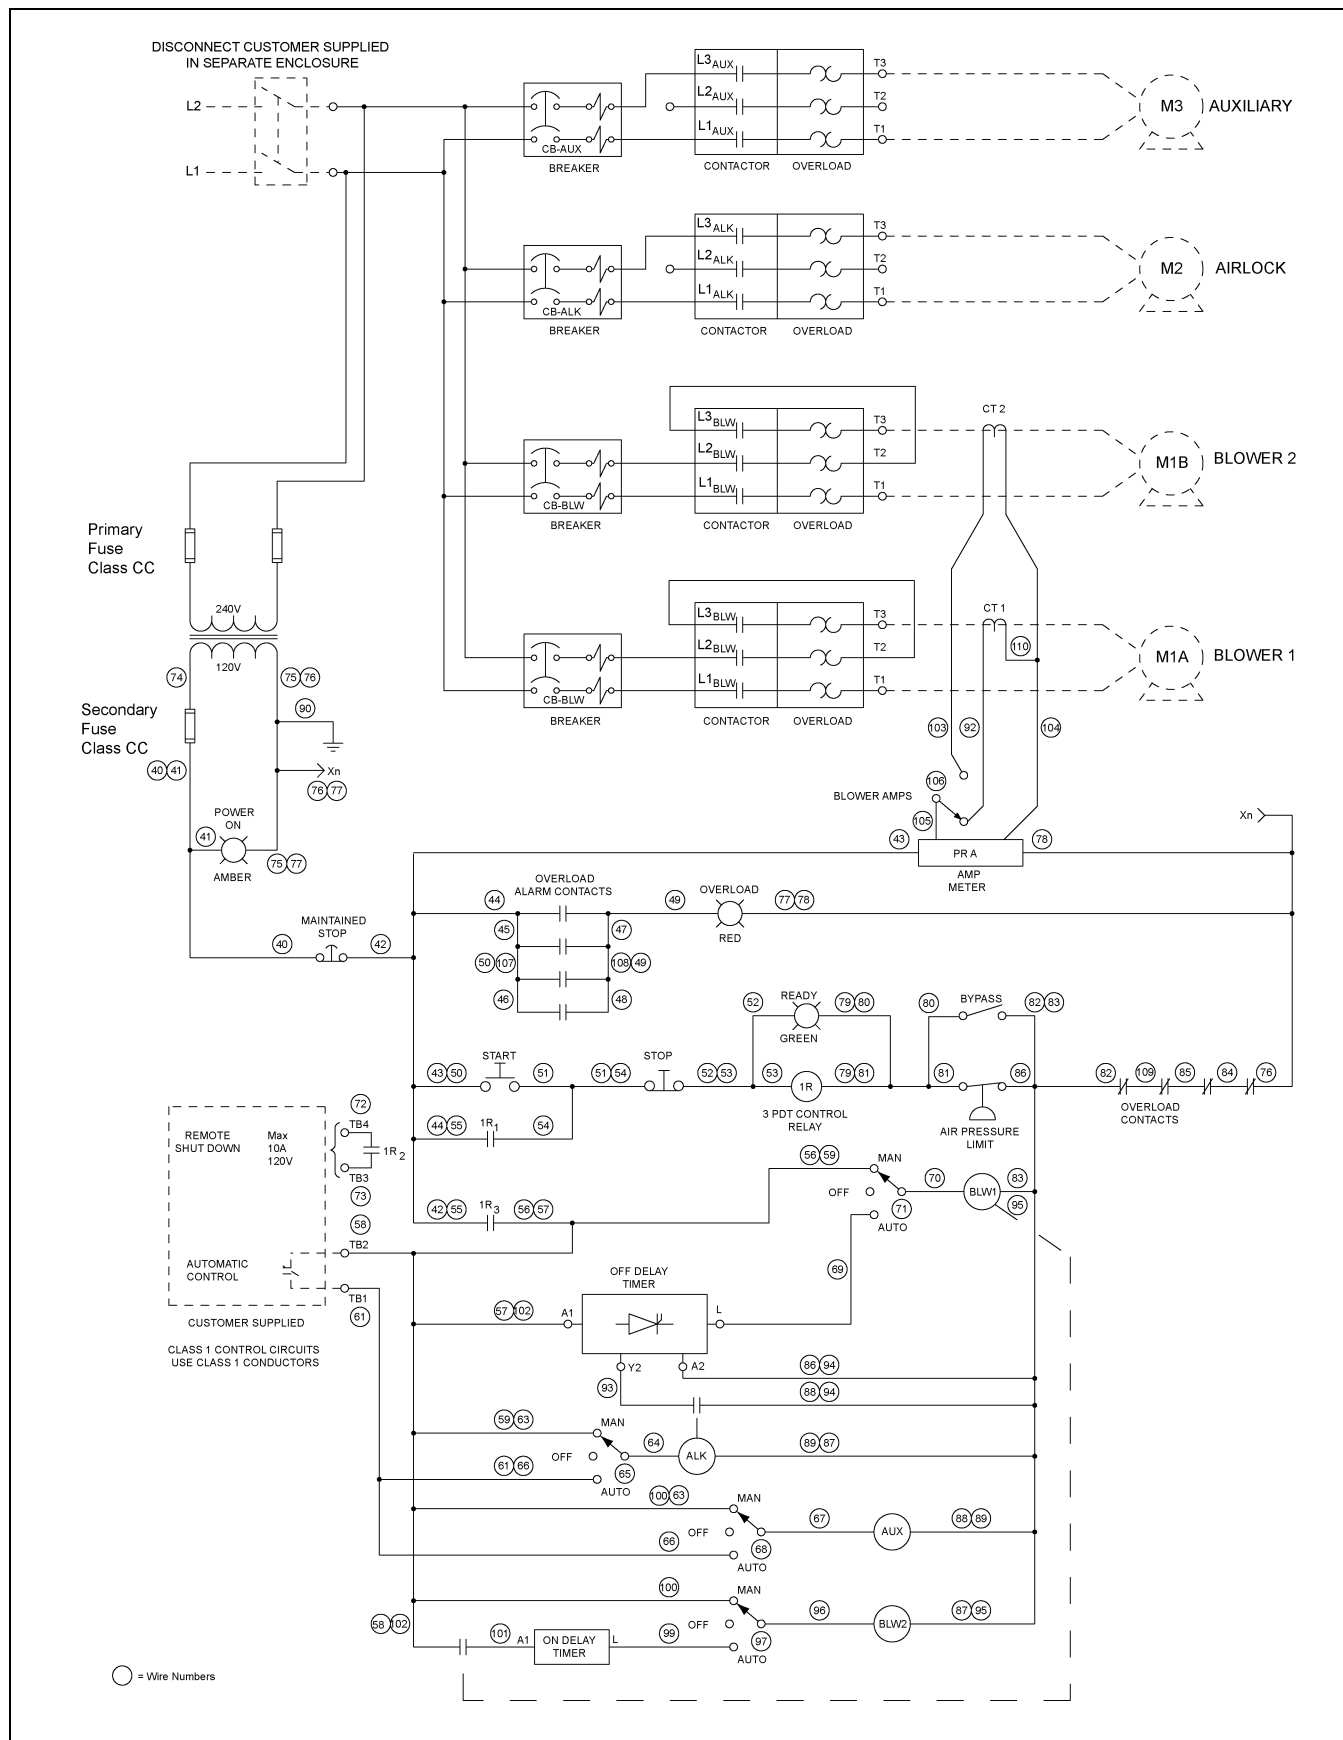 DISCONNECT CUSTOMER SUPPLIED
IN SEPARATE ENCLOSURE
L2
L1
L3AUX
L2AUX
L1AUX
T3
T2
T1
CB-AUX
BREAKER
CONTACTOR
OVERLOAD
M3
AUXILIARY
L3ALK
L2ALK
L1ALK
T3
T2
T1
CB-ALK
BREAKER
CONTACTOR
OVERLOAD
M2
AIRLOCK
L3BLW
L2BLW
L1BLW
T3
T2
T1
CT 2
CB-BLW
BREAKER
CONTACTOR
OVERLOAD
M1B
BLOWER 2
Primary
Fuse
Class CC
240V
120V
L3BLW
L2BLW
L1BLW
T3
T2
T1
CT 1
110
CB-BLW
BREAKER
CONTACTOR
OVERLOAD
M1A
BLOWER 1
74
75 76
90
Secondary
Fuse
Class CC
40 41
Xn
76 77
POWER
ON
41
AMBER
75 77
103
92
104
106
BLOWER AMPS
105
43
78
Xn
PR A
AMP
METER
OVERLOAD
ALARM CONTACTS
44
45
50 107
46
47
108 49
48
49
OVERLOAD
RED
77 78
MAINTAINED
STOP
40
42
52
READY
GREEN
79 80
80
BYPASS
82 83
START
43 50
51
51 54
STOP
52 53
53
1R
79 81
81
86
82
109
85
84
76
3 PDT CONTROL
RELAY
AIR PRESSURE
LIMIT
OVERLOAD
CONTACTS
44 55
1R1
54
REMOTE
SHUT DOWN
Max
10A
120V
72
TB4
1R2
TB3
73
42 55
1R3
56 57
56 59
MAN
OFF
AUTO
71
70
BLW1
83
95
58
TB2
AUTOMATIC
CONTROL
TB1
61
CUSTOMER SUPPLIED
CLASS 1 CONTROL CIRCUITS
USE CLASS 1 CONDUCTORS
OFF DELAY
TIMER
57 102
A1
L
69
Y2
A2
93
86 94
88 94
59 63
MAN
OFF
AUTO
61 66
65
64
ALK
89 87
100 63
MAN
OFF
AUTO
66
68
67
AUX
88 89
100
MAN
OFF
AUTO
97
96
BLW2
87 95
58 102
101
A1
ON DELAY
TIMER
L
99
= Wire Numbers